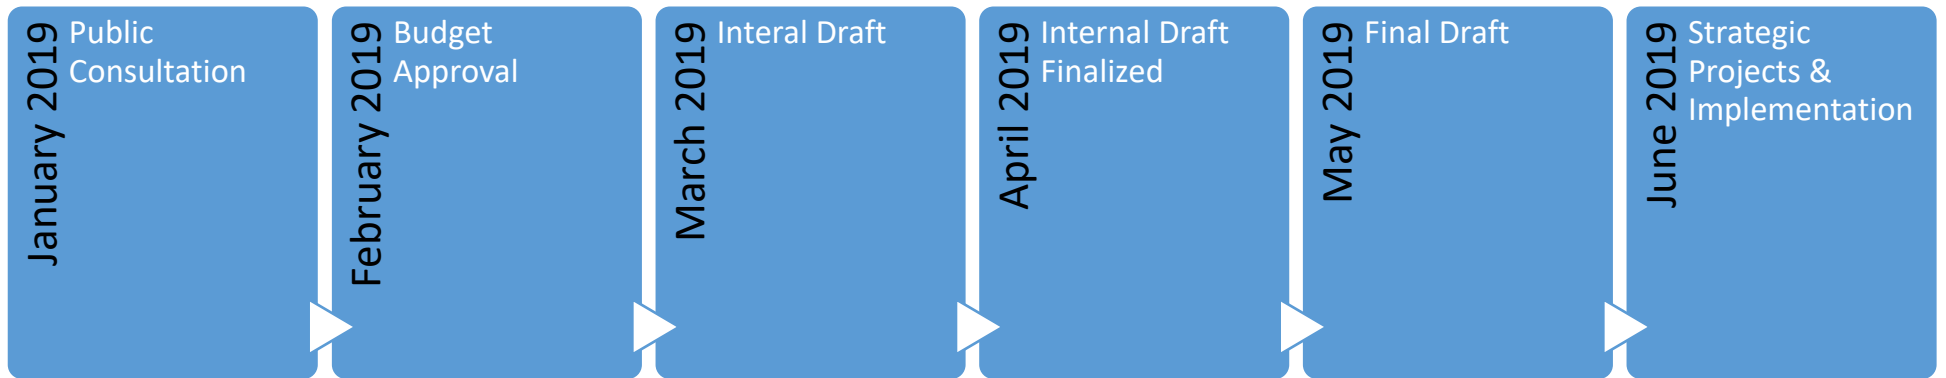 January 2019
Public
Consultation
February 2019
Budget
Approval
March 2019
Interal Draft
April 2019
Internal Draft
Finalized
May 2019
Final Draft
June 2019
Strategic
Projects &
Implementation